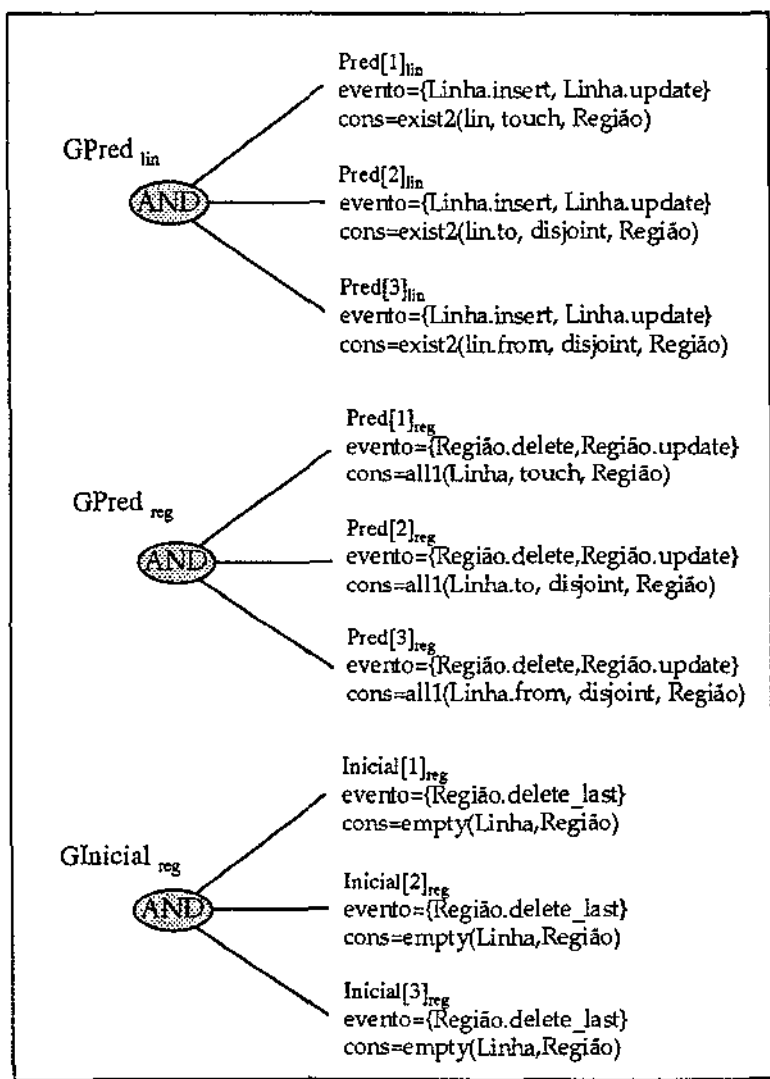 Pred[1]lin
evento={Linha.insert, Linha.update}
cons=exist2(lin, touch, Região)
GPred lin
AND
Pred[2]lin
evento={Linha.insert, Linha.update}
cons=exist2(lin.to, disjoint, Região)
Pred[3]lin
evento={Linha.insert, Linha.update}
cons=exist2(lin.from, disjoint, Região)
Pred[1]reg
evento={Região.delete,Região.update}
cons=all1(Linha, touch, Região)
GPred reg
AND
Pred[2]reg
evento={Região.delete,Região.update}
cons=all1(Linha.to, disjoint, Região)
Pred[3]reg
evento={Região.delete,Região.update}
cons=all1(Linha.from, disjoint, Região)
Inicial[1]reg
evento={Região.delete_last}
cons=empty(Linha,Região)
GInicial reg
AND
Inicial[2]reg
evento={Região.delete_last}
cons=empty(Linha,Região)
Inicial[3]reg
evento={Região.delete_last}
cons=empty(Linha,Região)